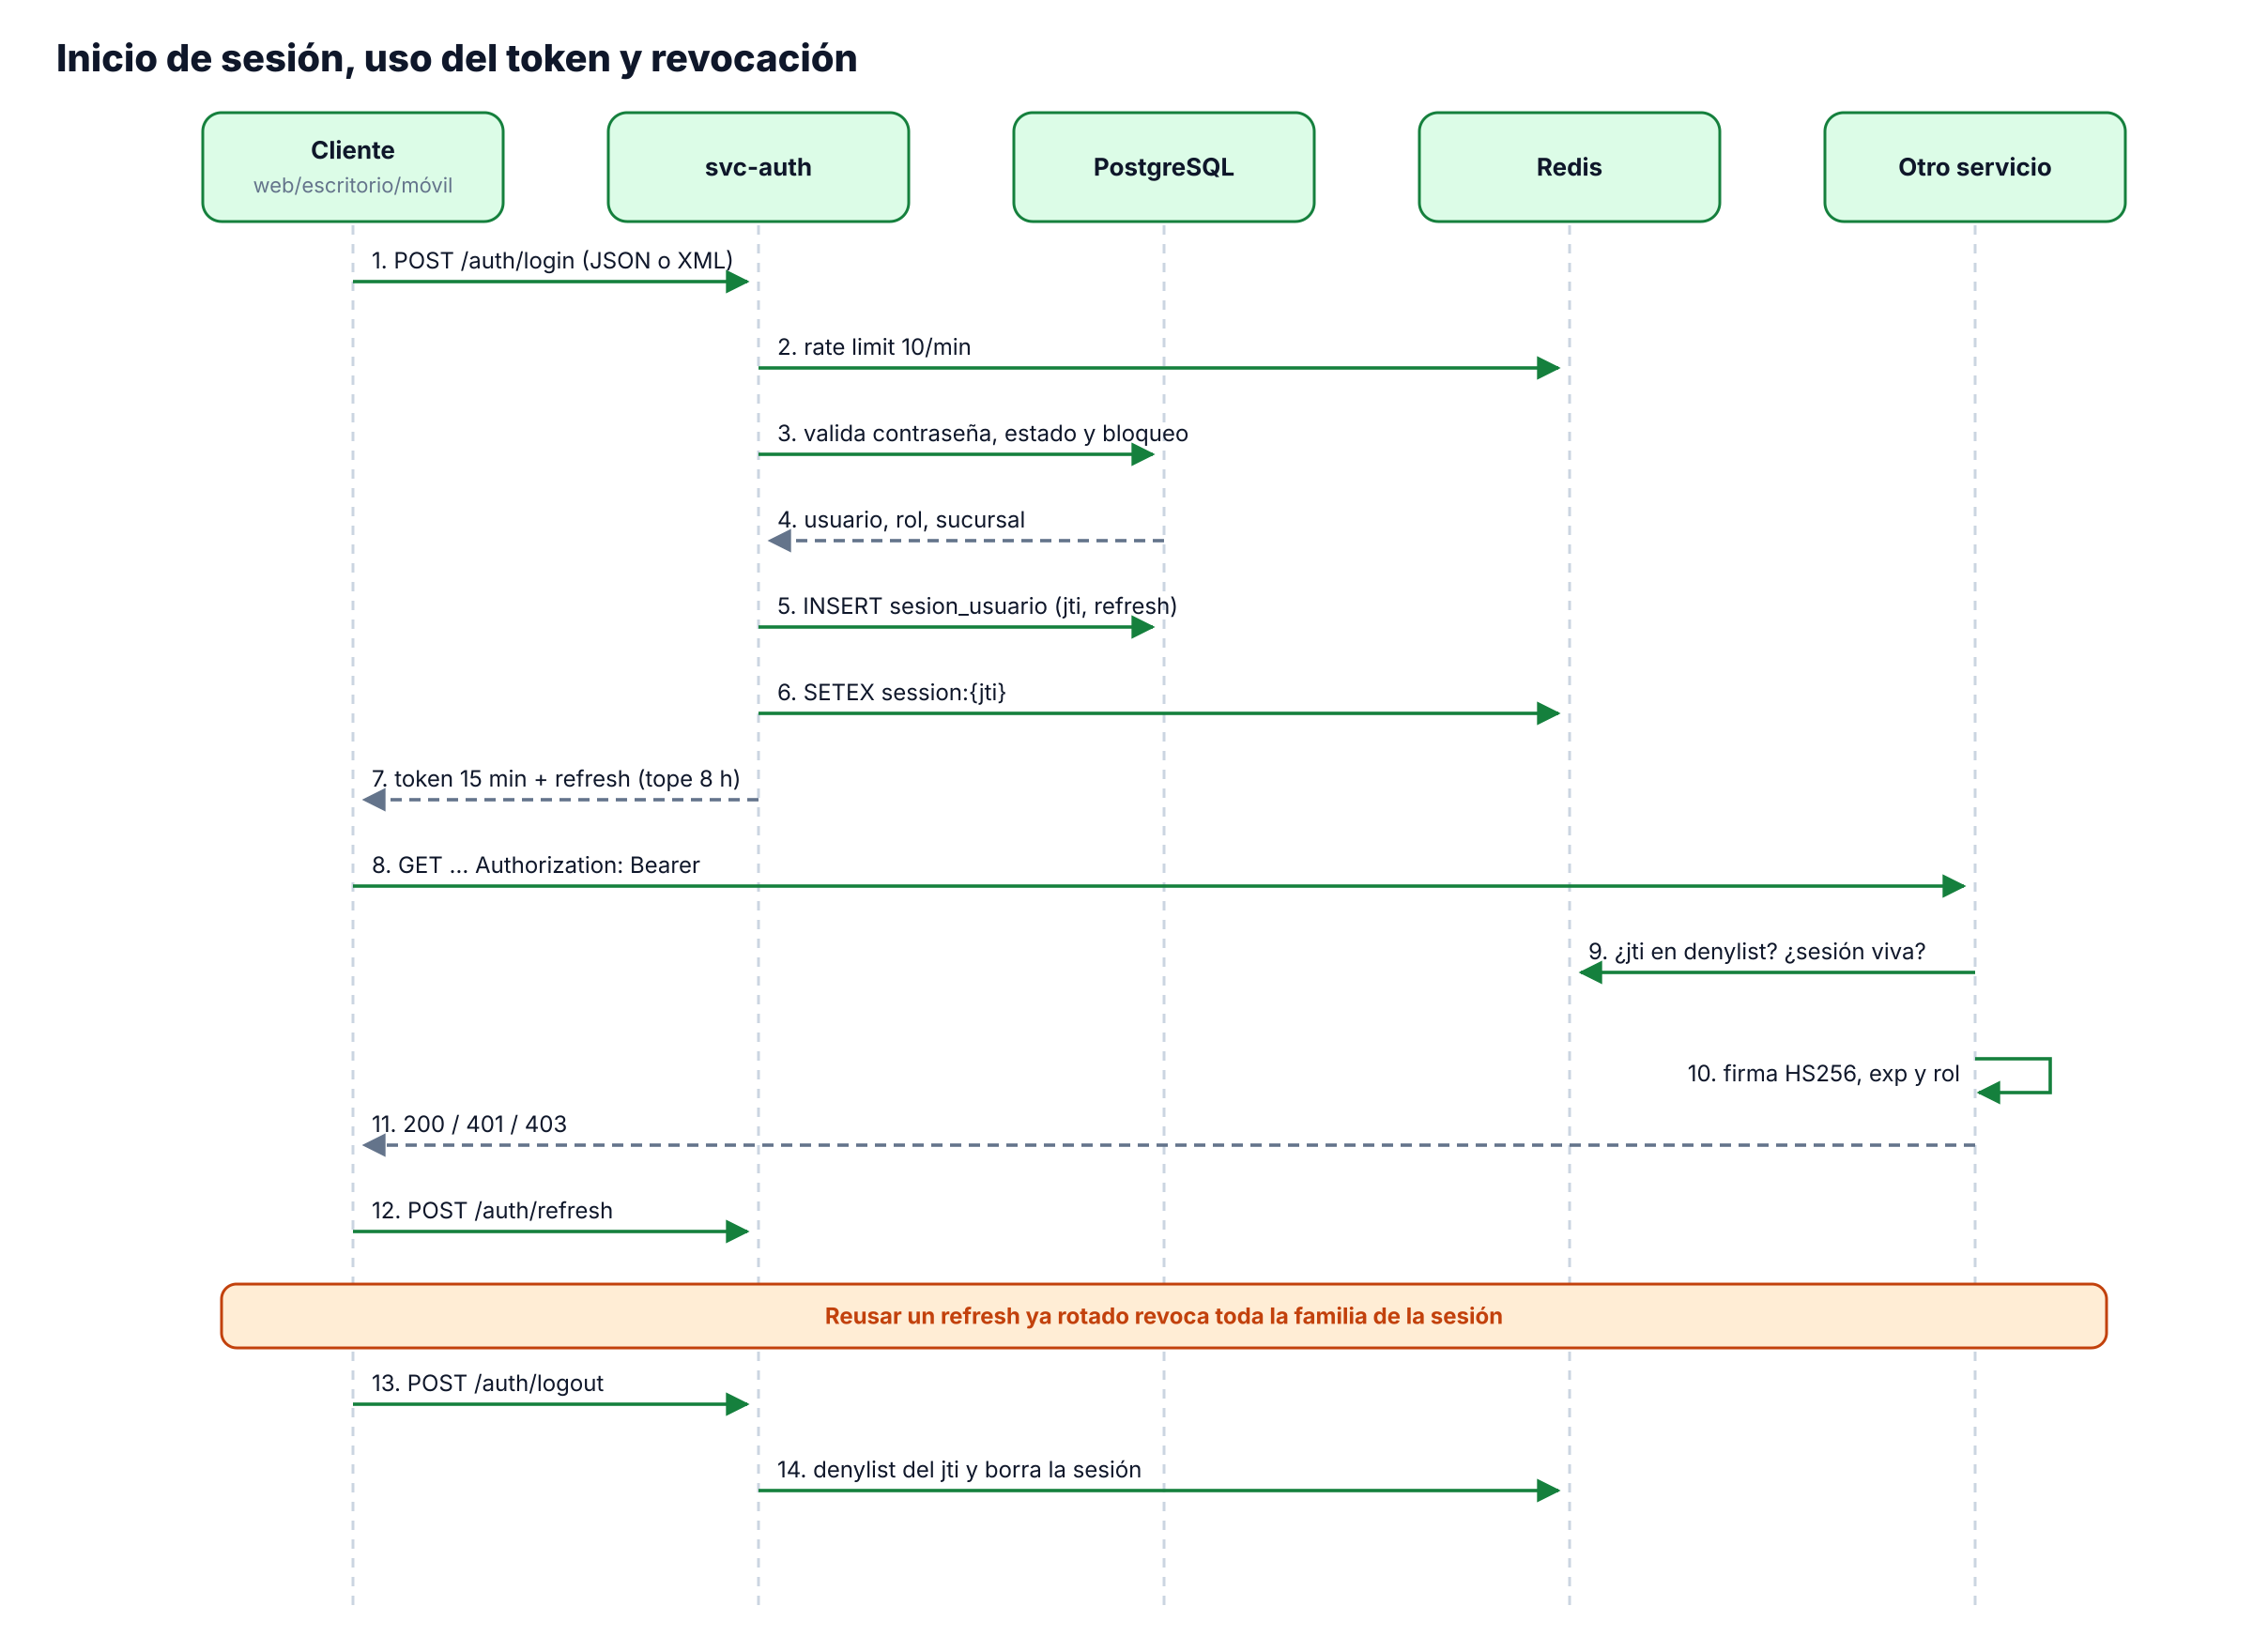 Inicio de sesión, uso del token y revocación
Cliente
web/escritorio/móvil
svc-auth
PostgreSQL
Redis
Otro servicio
1. POST /auth/login (JSON o XML)
2. rate limit 10/min
3. valida contraseña, estado y bloqueo
4. usuario, rol, sucursal
5. INSERT sesion_usuario (jti, refresh)
6. SETEX session:{jti}
7. token 15 min + refresh (tope 8 h)
8. GET ... Authorization: Bearer
9. ¿jti en denylist? ¿sesión viva?
10. firma HS256, exp y rol
11. 200 / 401 / 403
12. POST /auth/refresh
Reusar un refresh ya rotado revoca toda la familia de la sesión
13. POST /auth/logout
14. denylist del jti y borra la sesión